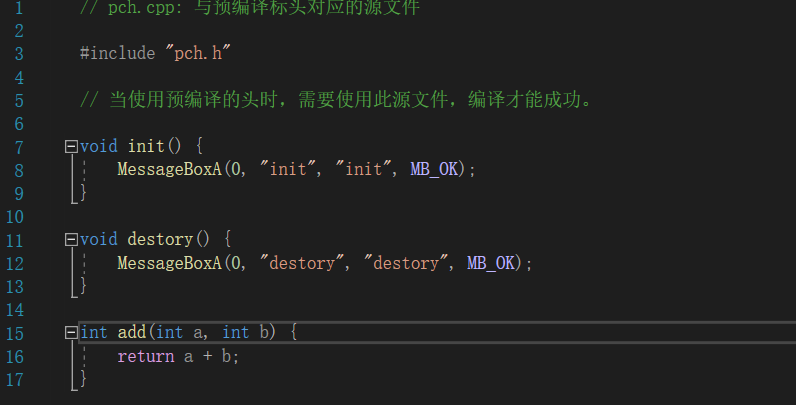 1 // pch.cpp: 与预编译标头对应的源文件
2
3 #include "pch.h"
4
5 // 当使用预编译的头时，需要使用此源文件，编译才能成功。
6
7 void init() {
8 MessageBoxA(0, "init", "init", MB_OK);
9 }
10
11 void destory() {
12 MessageBoxA(0, "destory", "destory", MB_OK);
13 }
14
15 int add(int a, int b) {
16 return a + b;
17 }